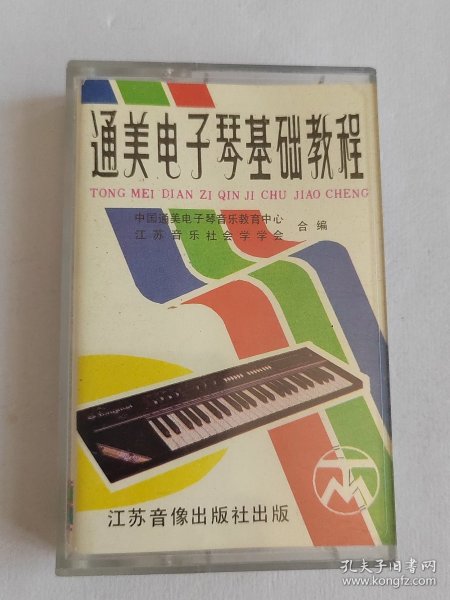 通美电子琴基础教程
TONG MEI DIAN ZI QIN JI CHU JIAO CHENG
中国通美电子琴音乐教育中心
江苏音乐社会学学会
合编
Tongmei
TM
江苏音像出版社出版
孔夫子旧书网
www.kongfz.com